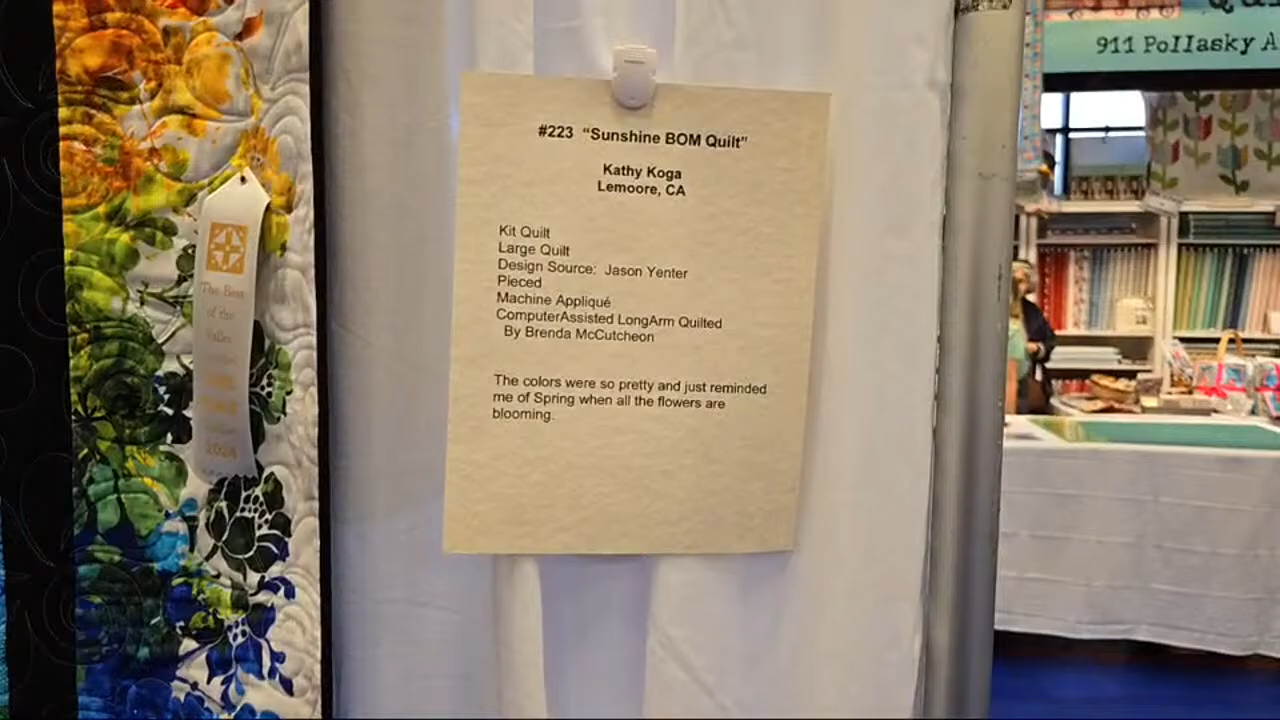 911 Pollasky A
#223 “Sunshine BOM Quilt”
Kathy Koga
Lemoore, CA
Kit Quilt
Large Quilt
Design Source: Jason Yenter
Pieced
Machine Appliqué
ComputerAssisted LongArm Quilted
By Brenda McCutcheon
The colors were so pretty and just reminded
me of Spring when all the flowers are
blooming.
The Best
of the
Valley
2024